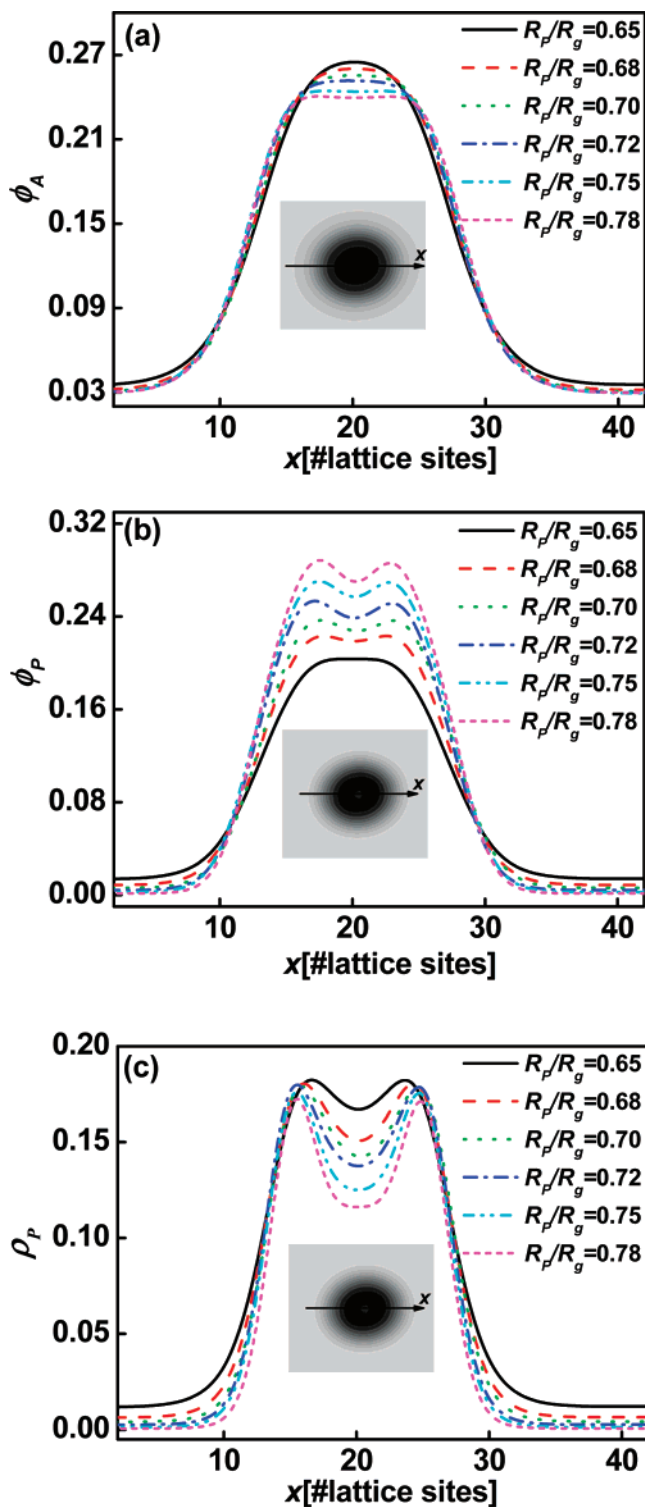 (a)
0.27
0.21
0.15
0.09
0.03
ϕ_A
R_P/R_g=0.65
R_P/R_g=0.68
R_P/R_g=0.70
R_P/R_g=0.72
R_P/R_g=0.75
R_P/R_g=0.78
x
10 20 30 40
x[#lattice sites]
(b)
0.32
0.24
0.16
0.08
0.00
ϕ_P
R_P/R_g=0.65
R_P/R_g=0.68
R_P/R_g=0.70
R_P/R_g=0.72
R_P/R_g=0.75
R_P/R_g=0.78
x
10 20 30 40
x[#lattice sites]
(c)
0.20
0.15
0.10
0.05
0.00
ρ_P
R_P/R_g=0.65
R_P/R_g=0.68
R_P/R_g=0.70
R_P/R_g=0.72
R_P/R_g=0.75
R_P/R_g=0.78
x
10 20 30 40
x[#lattice sites]